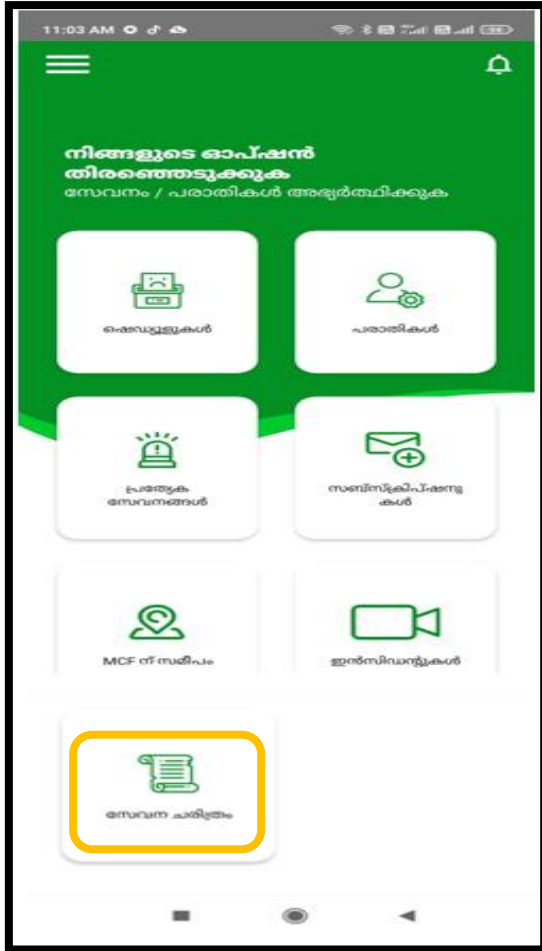 11:03 AM
നിങ്ങളുടെ ഓപ്ഷൻ
തിരഞ്ഞെടുക്കുക
സേവനം / പരാതികൾ അഭ്യർത്ഥിക്കുക
ഷെഡ്യൂളുകൾ
പരാതികൾ
പ്രത്യേക
സേവനങ്ങൾ
സബ്സ്ക്രിപ്ഷനു
കൾ
MCF ന് സമീപം
ഇൻസിഡന്റുകൾ
സേവന ചരിത്രം